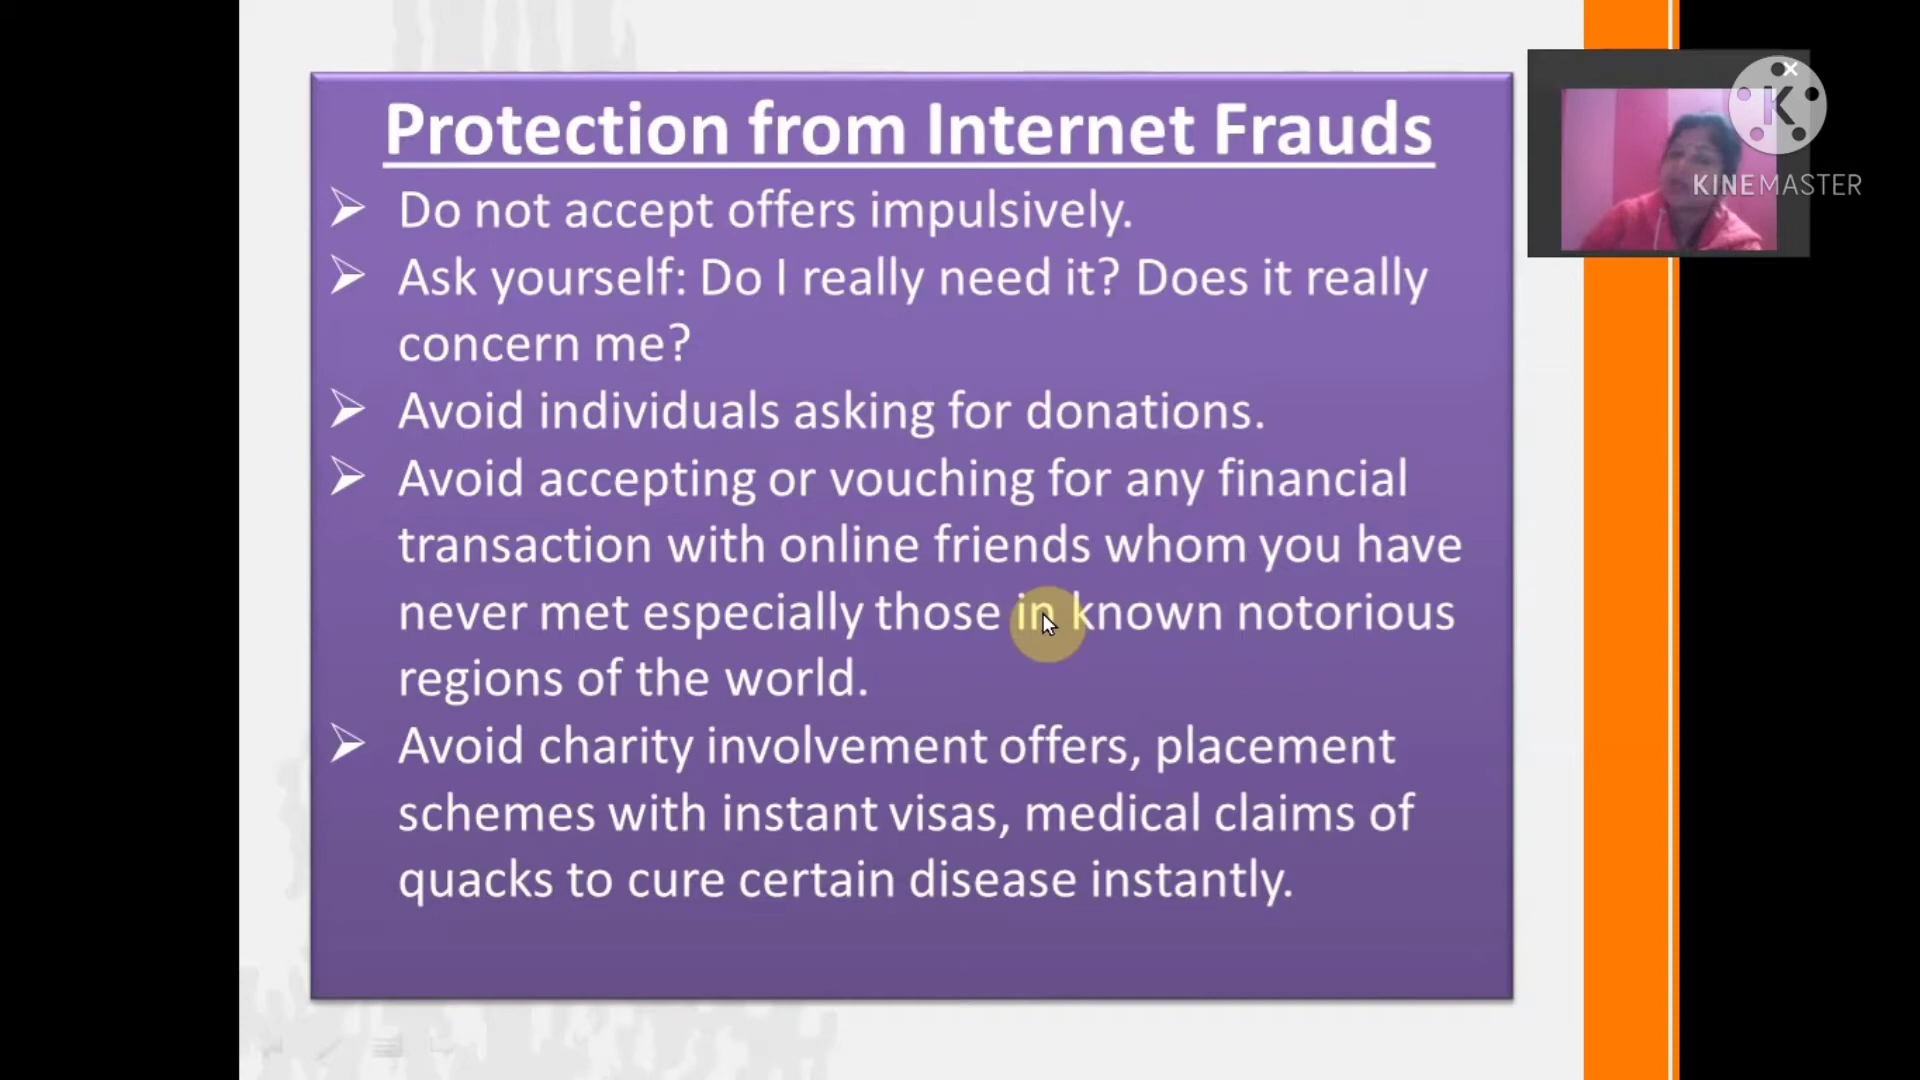 Protection from Internet Frauds
➢ Do not accept offers impulsively.
➢ Ask yourself: Do I really need it? Does it really
concern me?
➢ Avoid individuals asking for donations.
➢ Avoid accepting or vouching for any financial
transaction with online friends whom you have
never met especially those in known notorious
regions of the world.
➢ Avoid charity involvement offers, placement
schemes with instant visas, medical claims of
quacks to cure certain disease instantly.
K
KINEMASTER